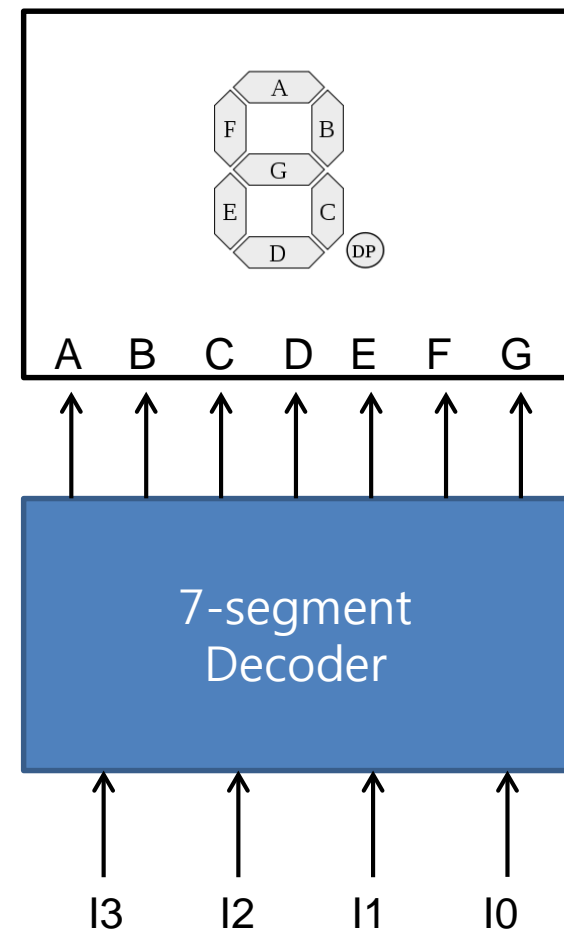 A
F B
G
E C
D DP
A B C D E F G
7-segment
Decoder
I3 I2 I1 I0